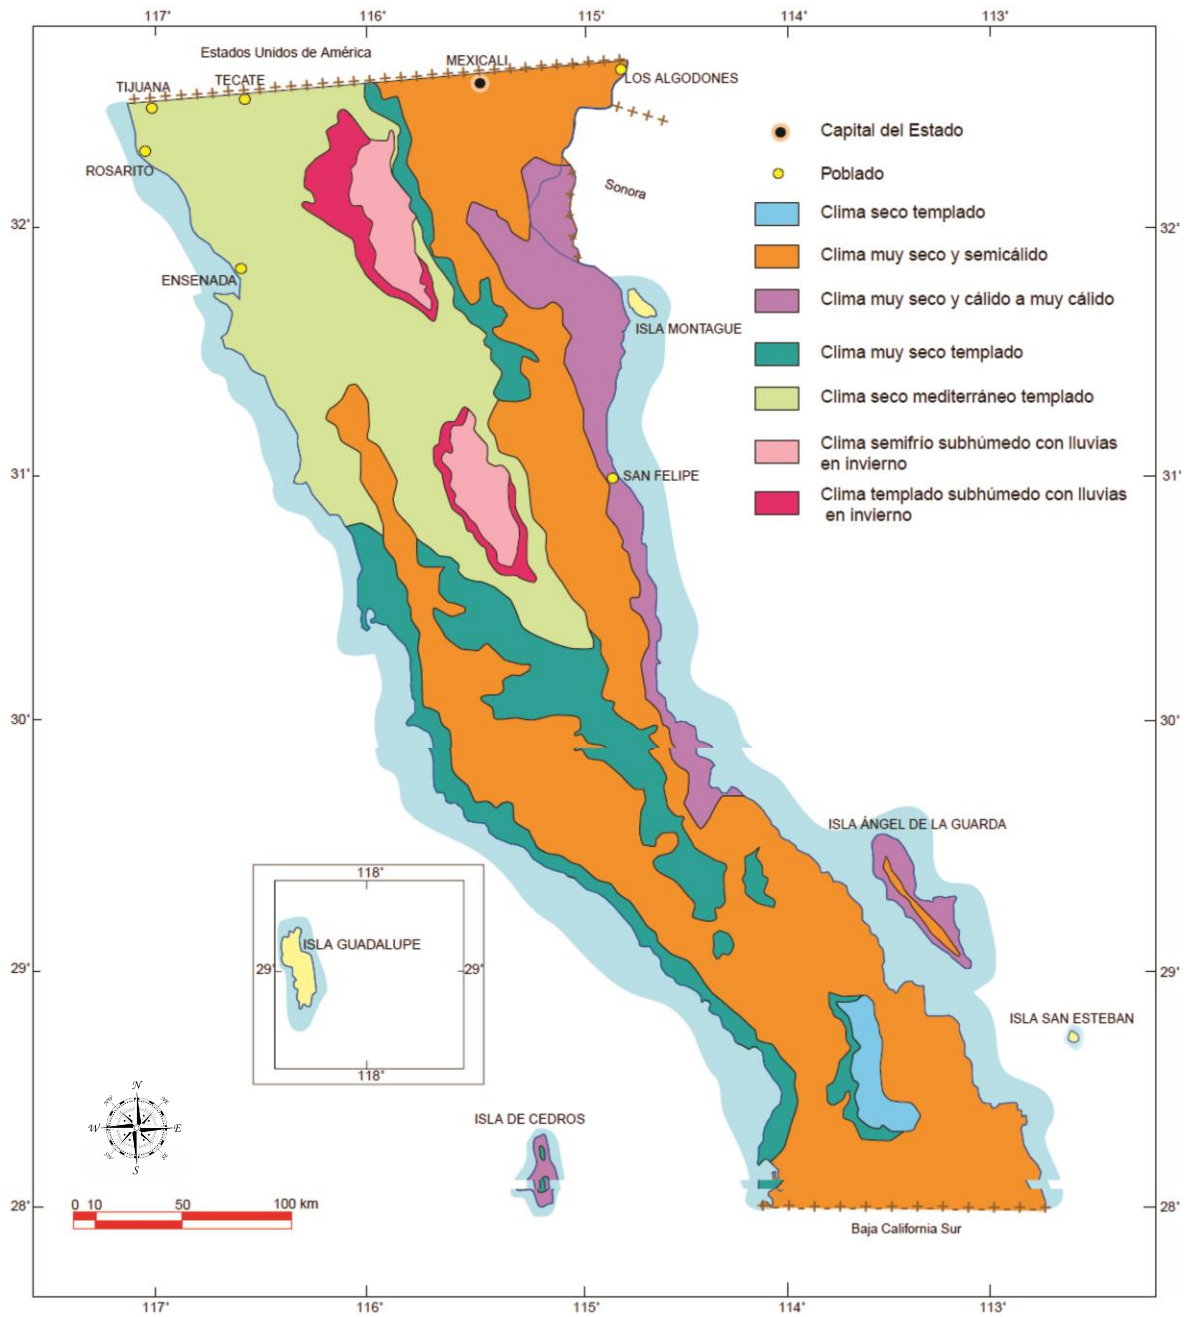 117° 116° 115° 114° 113°
Estados Unidos de América
MEXICALI
TIJUANA
TECATE
LOS ALGODONES
ROSARITO
Sonora
32°
32°
ENSENADA
ISLA MONTAGUE
Capital del Estado
Poblado
Clima seco templado
Clima muy seco y semicálido
Clima muy seco y cálido a muy cálido
Clima muy seco templado
Clima seco mediterráneo templado
Clima semifrío subhúmedo con lluvias
en invierno
Clima templado subhúmedo con lluvias
en invierno
31°
SAN FELIPE
31°
30°
30°
ISLA ÁNGEL DE LA GUARDA
118°
ISLA GUADALUPE
29°
29°
29°
29°
118°
ISLA SAN ESTEBAN
N
W E
S
ISLA DE CEDROS
0 10 50 100 km
28°
28°
Baja California Sur
117° 116° 115° 114° 113°